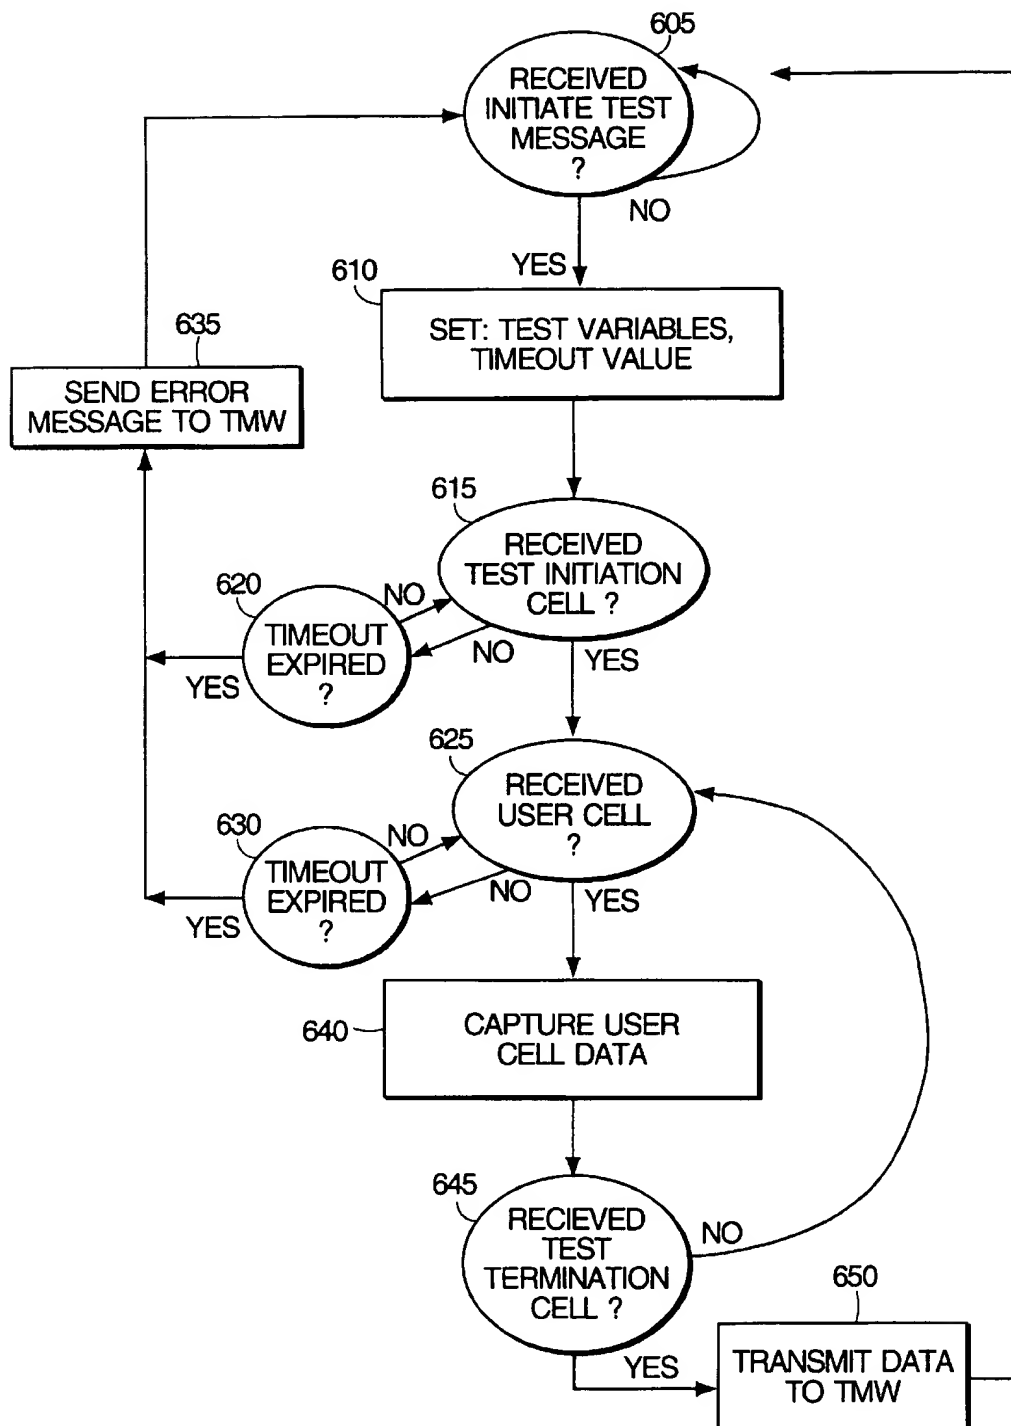 605
RECEIVED
INITIATE TEST
MESSAGE
?
NO
YES
610
SET: TEST VARIABLES,
TIMEOUT VALUE
635
SEND ERROR
MESSAGE TO TMW
615
RECEIVED
TEST INITIATION
CELL ?
620
TIMEOUT
EXPIRED
?
NO
NO
YES
YES
625
RECEIVED
USER CELL
?
630
TIMEOUT
EXPIRED
?
NO
NO
YES
YES
640
CAPTURE USER
CELL DATA
645
RECIEVED
TEST
TERMINATION
CELL ?
NO
YES
650
TRANSMIT DATA
TO TMW